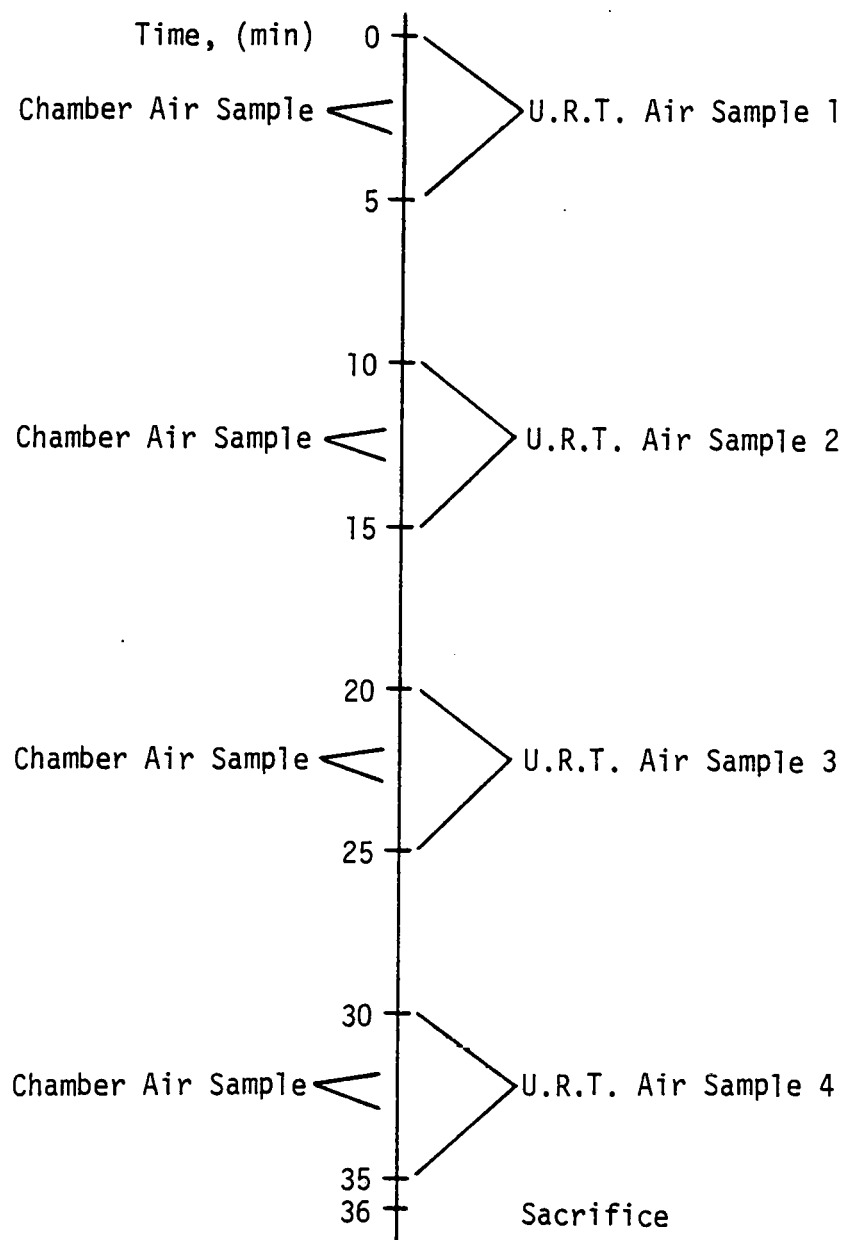 Time, (min) 0
Chamber Air Sample U.R.T. Air Sample 1
5
10
Chamber Air Sample U.R.T. Air Sample 2
15
20
Chamber Air Sample U.R.T. Air Sample 3
25
30
Chamber Air Sample U.R.T. Air Sample 4
35
36 Sacrifice